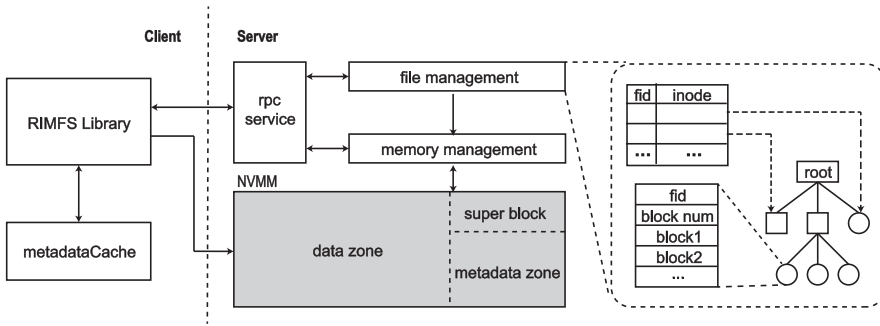 Client
Server
RIMFS Library
metadataCache
rpc
service
file management
memory management
NVMM
data zone
super block
metadata zone
fid inode
... ...
root
fid
block num
block1
block2
...